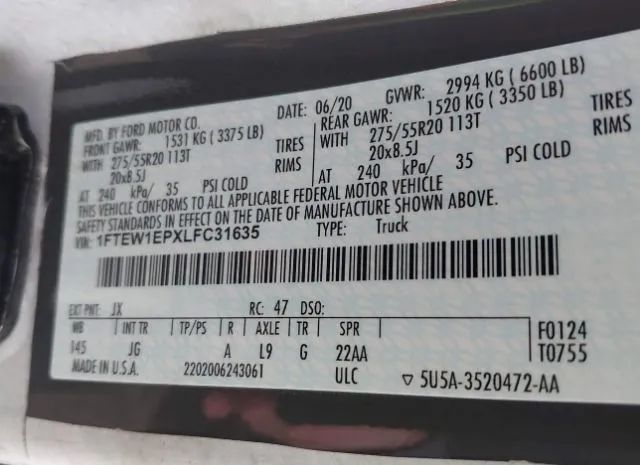 MFD. BY FORD MOTOR CO.
DATE: 06/20 GVWR: 2994 KG ( 6600 LB)
FRONT GAWR: 1531 KG ( 3375 LB)
REAR GAWR: 1520 KG ( 3350 LB)
WITH 275/55R20 113T TIRES
WITH 275/55R20 113T TIRES
20x8.5J RIMS
20x8.5J RIMS
AT 240 kPa/ 35 PSI COLD
AT 240 kPa/ 35 PSI COLD
THIS VEHICLE CONFORMS TO ALL APPLICABLE FEDERAL MOTOR VEHICLE
SAFETY STANDARDS IN EFFECT ON THE DATE OF MANUFACTURE SHOWN ABOVE.
VIN: 1FTEW1EPXLFC31635
TYPE: Truck
EXT PNT: JX RC: 47 DSO:
WB INT TR TP/PS R AXLE TR SPR
145 JG A L9 G 22AA
F0124
T0755
MADE IN U.S.A. 2202006243061 ULC ▽ 5U5A-3520472-AA